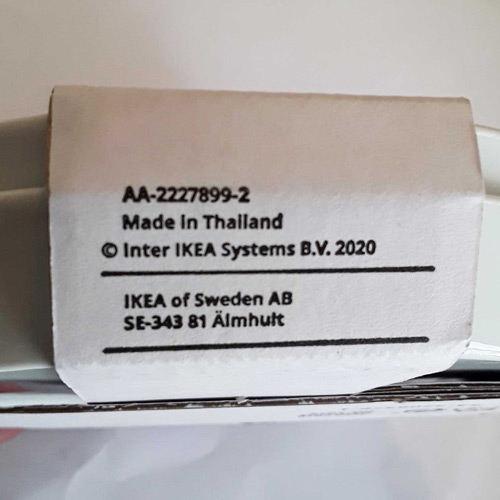 AA-2227899-2
Made in Thailand
© Inter IKEA Systems B.V. 2020
IKEA of Sweden AB
SE-343 81 Älmhult